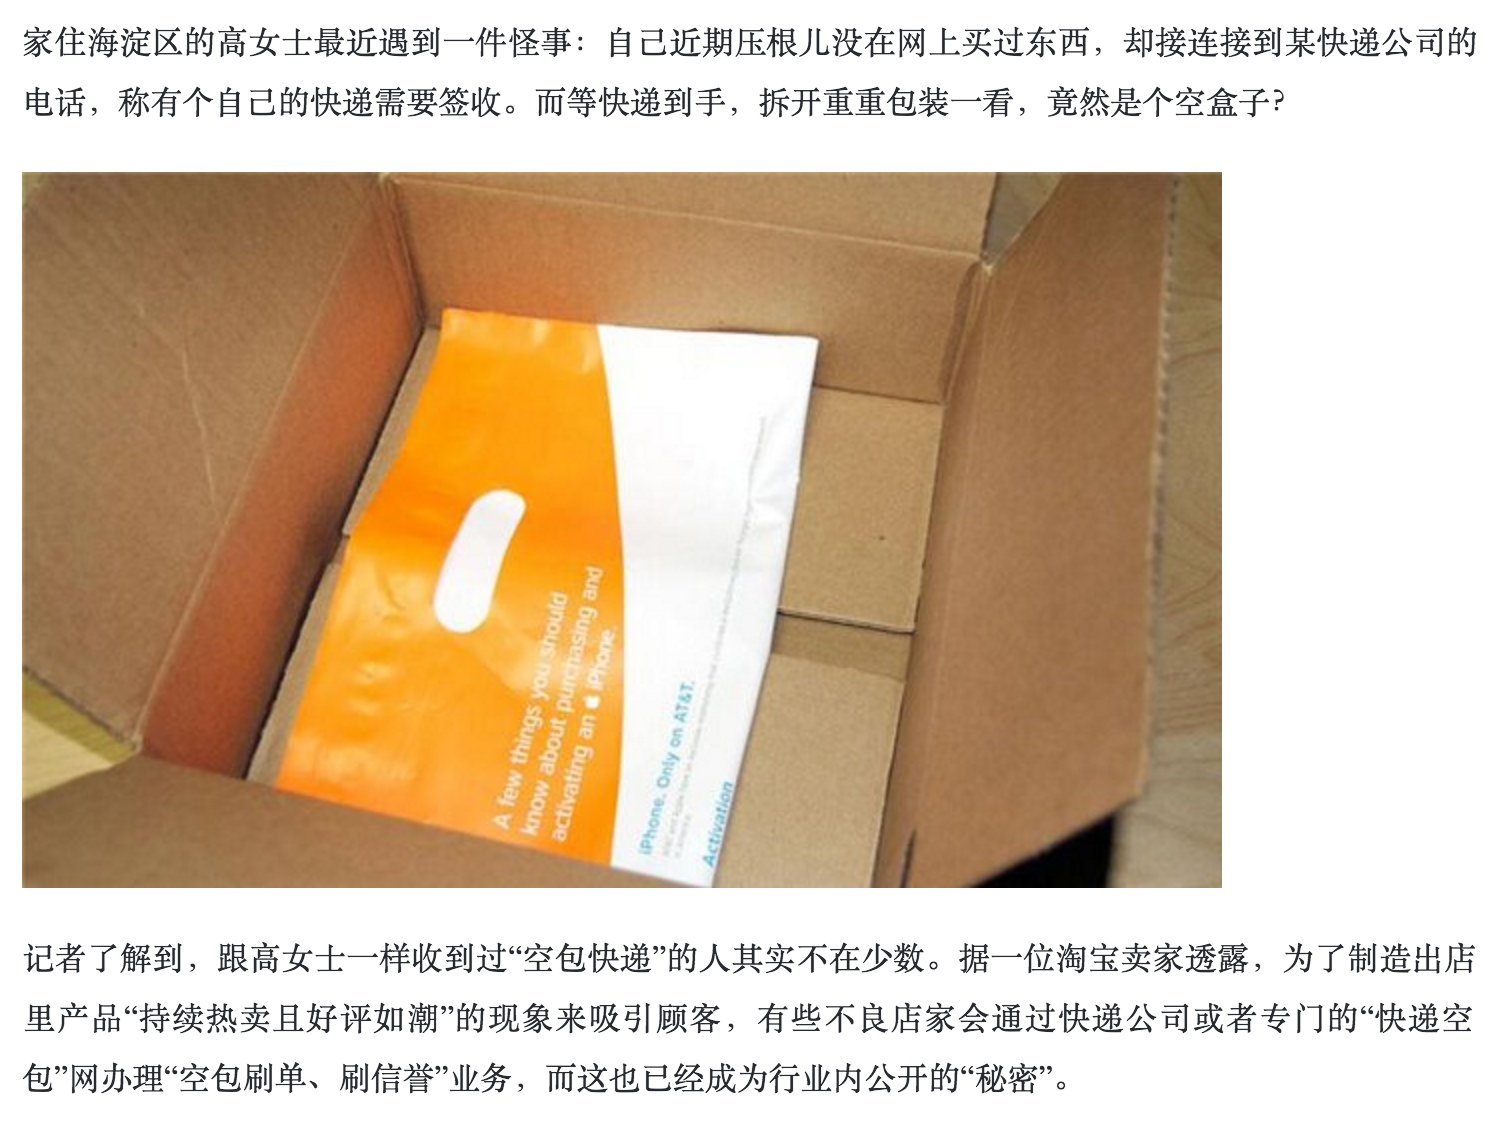 家住海淀区的高女士最近遇到一件怪事：自己近期压根儿没在网上买过东西，却接连接到某快递公司的
电话，称有个自己的快递需要签收。而等快递到手，拆开重重包装一看，竟然是个空盒子？
A few things you should
know about purchasing and
activating an iPhone.
iPhone. Only on AT&T.
Activation
记者了解到，跟高女士一样收到过“空包快递”的人其实不在少数。据一位淘宝卖家透露，为了制造出店
里产品“持续热卖且好评如潮”的现象来吸引顾客，有些不良店家会通过快递公司或者专门的“快递空
包”网办理“空包刷单、刷信誉”业务，而这也已经成为行业内公开的“秘密”。